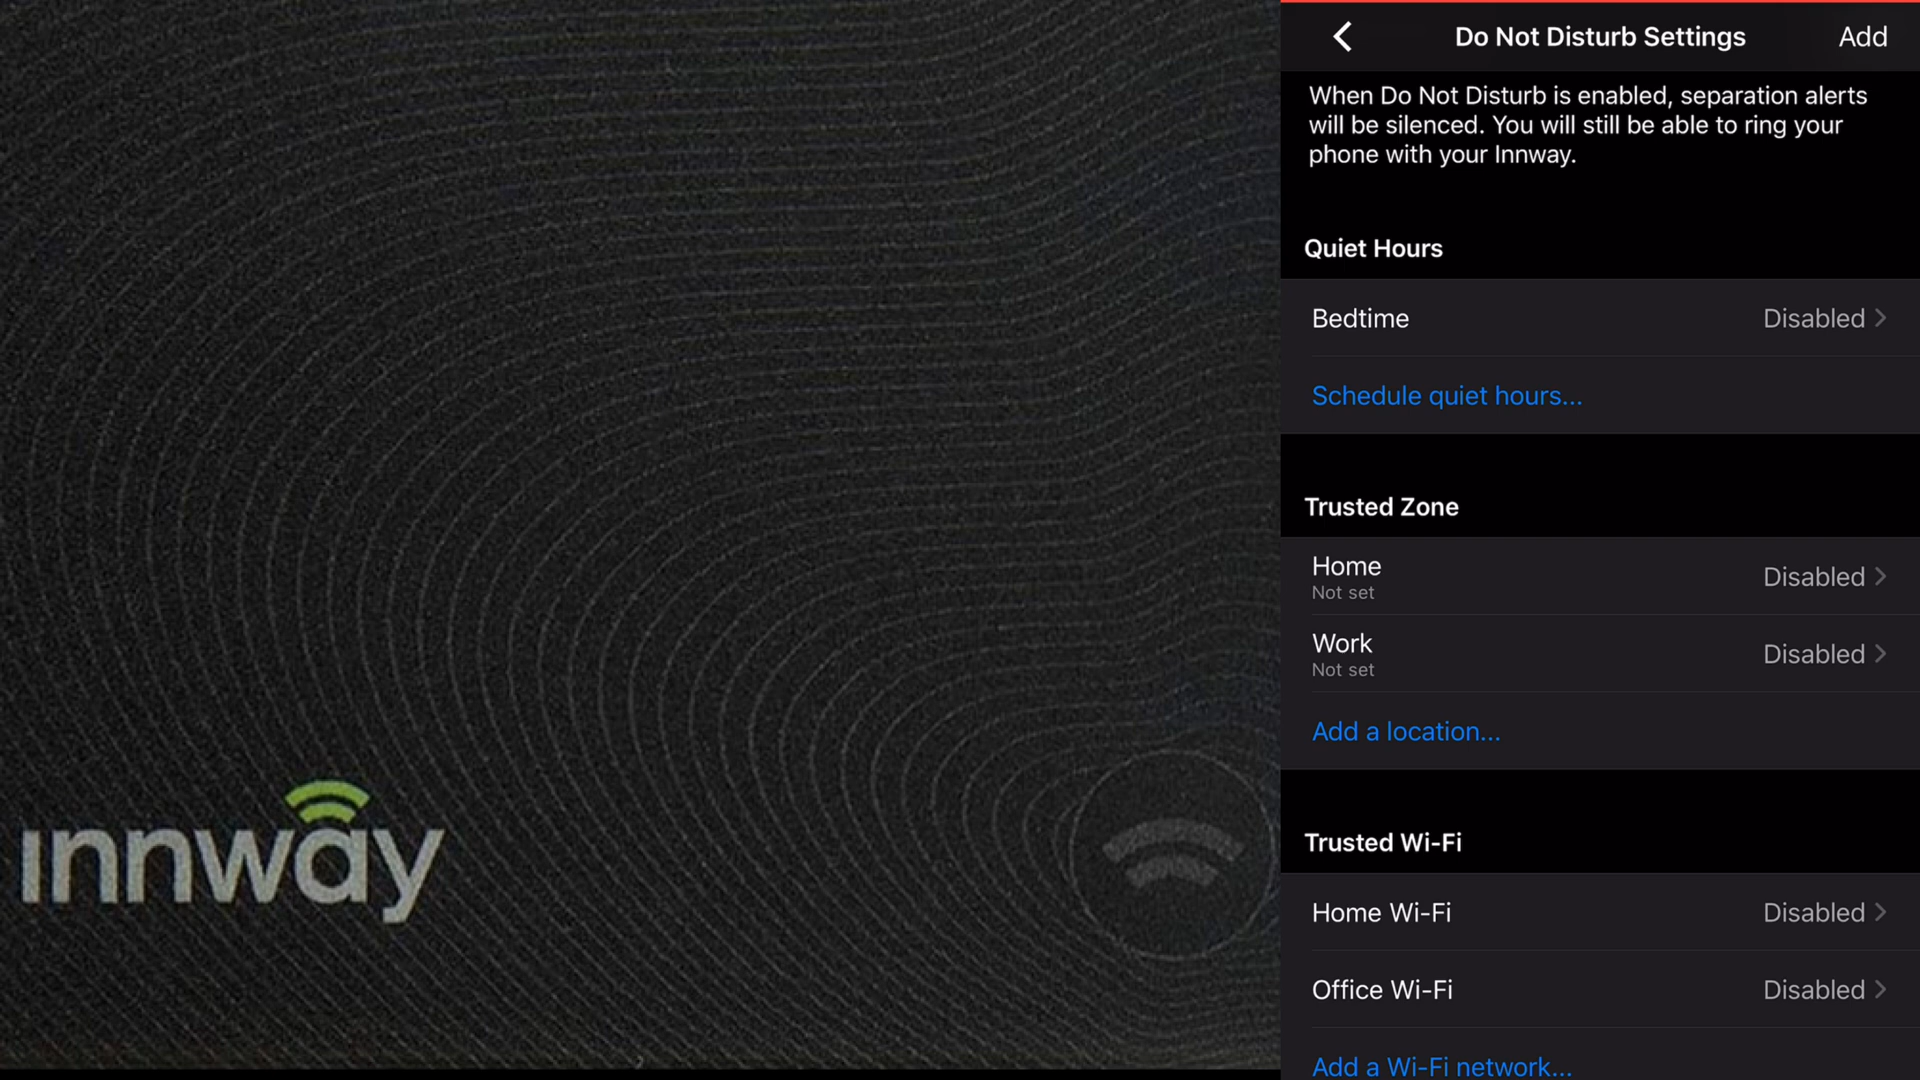 innway
Do Not Disturb Settings
Add
When Do Not Disturb is enabled, separation alerts
will be silenced. You will still be able to ring your
phone with your Innway.
Quiet Hours
Bedtime
Disabled
Schedule quiet hours...
Trusted Zone
Home
Not set
Disabled
Work
Not set
Disabled
Add a location...
Trusted Wi-Fi
Home Wi-Fi
Disabled
Office Wi-Fi
Disabled
Add a Wi-Fi network...